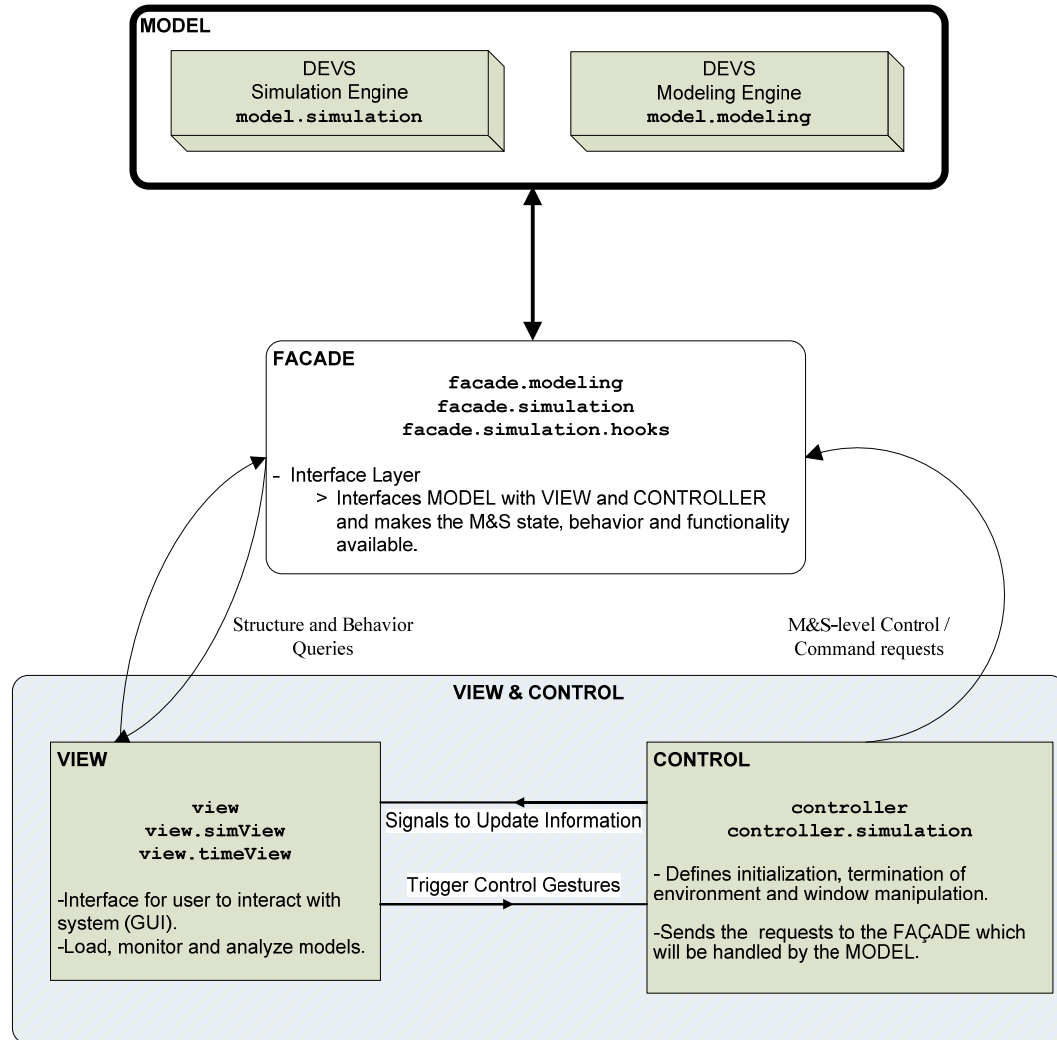 MODEL
DEVS
Simulation Engine
model.simulation
DEVS
Modeling Engine
model.modeling
FACADE
facade.modeling
facade.simulation
facade.simulation.hooks
- Interface Layer
> Interfaces MODEL with VIEW and CONTROLLER
and makes the M&S state, behavior and functionality
available.
Structure and Behavior
Queries
M&S-level Control /
Command requests
VIEW & CONTROL
VIEW
view
view.simView
view.timeView
-Interface for user to interact with
system (GUI).
-Load, monitor and analyze models.
Signals to Update Information
Trigger Control Gestures
CONTROL
controller
controller.simulation
- Defines initialization, termination of
environment and window manipulation.
-Sends the requests to the FAÇADE which
will be handled by the MODEL.